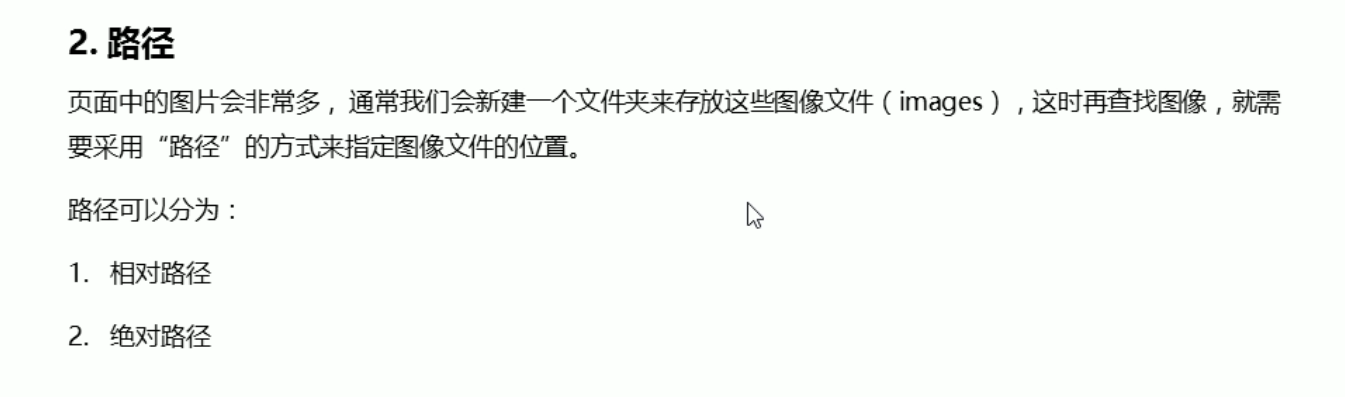 2. 路径
页面中的图片会非常多， 通常我们会新建一个文件夹来存放这些图像文件（images），这时再查找图像，就需
要采用“路径”的方式来指定图像文件的位置。
路径可以分为：
1. 相对路径
2. 绝对路径